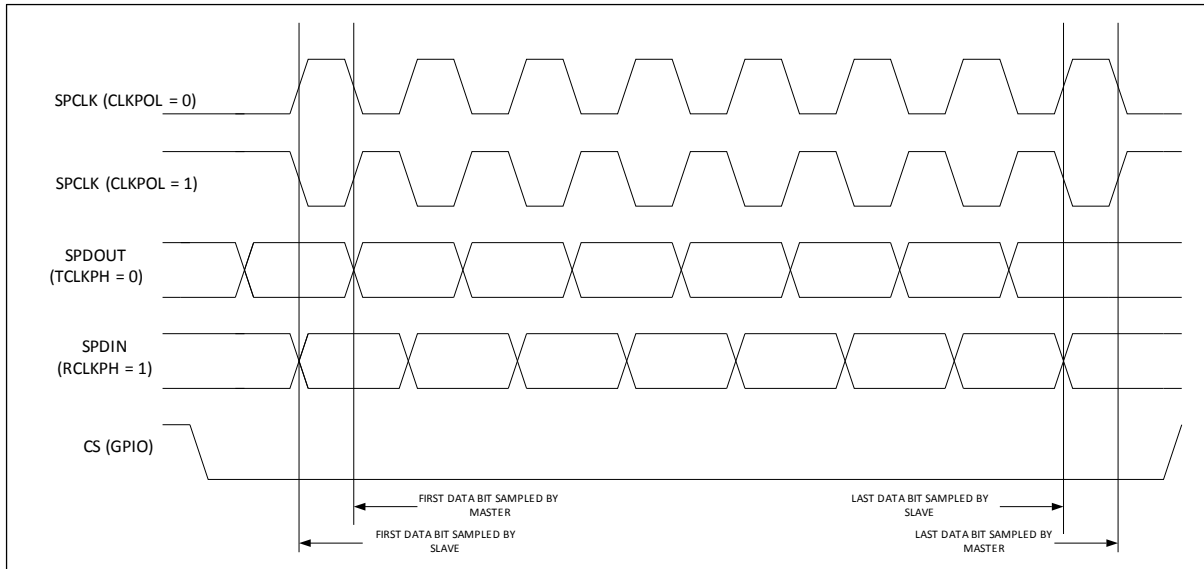 SPCLK (CLKPOL = 0)
SPCLK (CLKPOL = 1)
SPDOUT
(TCLKPH = 0)
SPDIN
(RCLKPH = 1)
CS (GPIO)
FIRST DATA BIT SAMPLED BY
MASTER
LAST DATA BIT SAMPLED BY
SLAVE
FIRST DATA BIT SAMPLED BY
SLAVE
LAST DATA BIT SAMPLED BY
MASTER